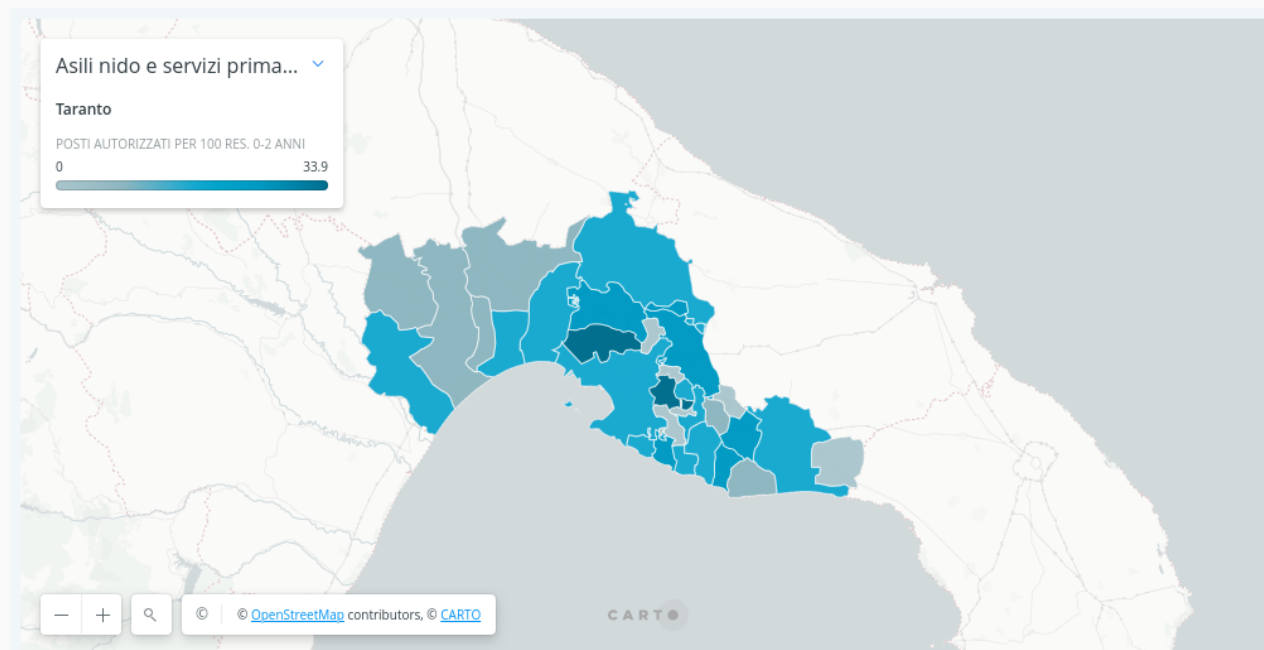 Asili nido e servizi prima...
Taranto
POSTI AUTORIZZATI PER 100 RES. 0-2 ANNI
0 33.9
− + © © OpenStreetMap contributors, © CARTO
CARTO